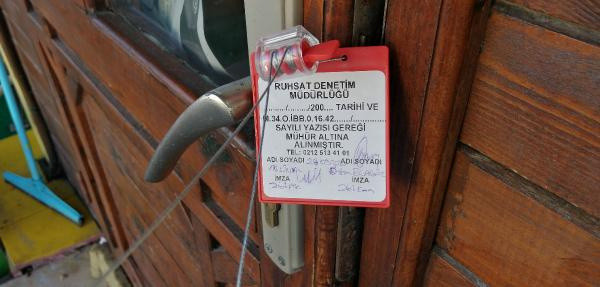 RUHSAT DENETİM
MÜDÜRLÜĞÜ
........./........./200.... TARİHİ VE
M.34.O.İBB.0.16.42......./..............
SAYILI YAZISI GEREĞİ
MÜHÜR ALTINA
ALINMIŞTIR.
TEL.: 0212 513 41 01
ADI SOYADI ADI SOYADI
İMZA İMZA